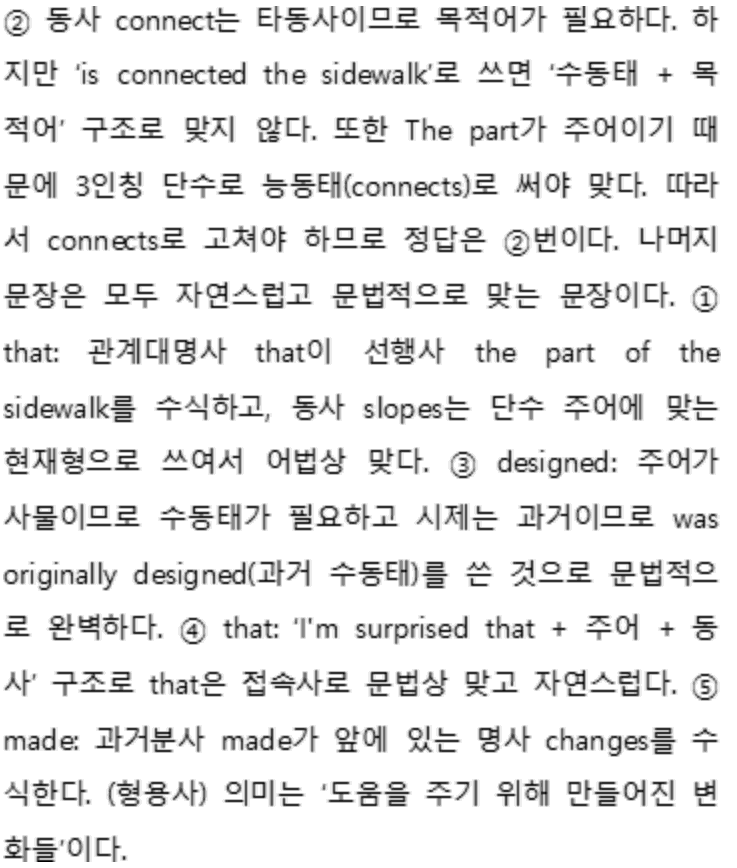 ② 동사 connect는 타동사이므로 목적어가 필요하다. 하
지만 ‘is connected the sidewalk’로 쓰면 ‘수동태 + 목
적어’ 구조로 맞지 않다. 또한 The part가 주어이기 때
문에 3인칭 단수로 능동태(connects)로 써야 맞다. 따라
서 connects로 고쳐야 하므로 정답은 ②번이다. 나머지
문장은 모두 자연스럽고 문법적으로 맞는 문장이다. ①
that: 관계대명사 that이 선행사 the part of the
sidewalk를 수식하고, 동사 slopes는 단수 주어에 맞는
현재형으로 쓰여서 어법상 맞다. ③ designed: 주어가
사물이므로 수동태가 필요하고 시제는 과거이므로 was
originally designed(과거 수동태)를 쓴 것으로 문법적으
로 완벽하다. ④ that: ‘I'm surprised that + 주어 + 동
사’ 구조로 that은 접속사로 문법상 맞고 자연스럽다. ⑤
made: 과거분사 made가 앞에 있는 명사 changes를 수
식한다. (형용사) 의미는 ‘도움을 주기 위해 만들어진 변
화들’이다.